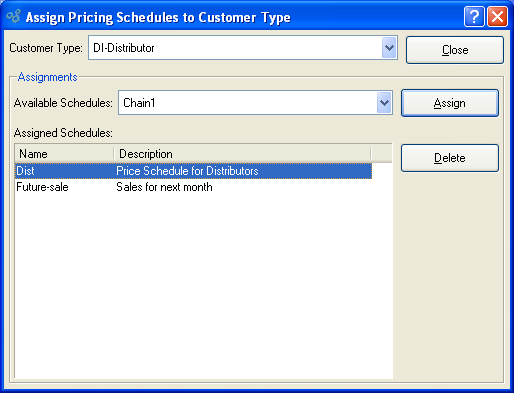 Assign Pricing Schedules to Customer Type
?
Customer Type: DI-Distributor
Close
Assignments
Available Schedules: Chain1
Assign
Assigned Schedules:
Name Description
Delete
Dist Price Schedule for Distributors
Future-sale Sales for next month